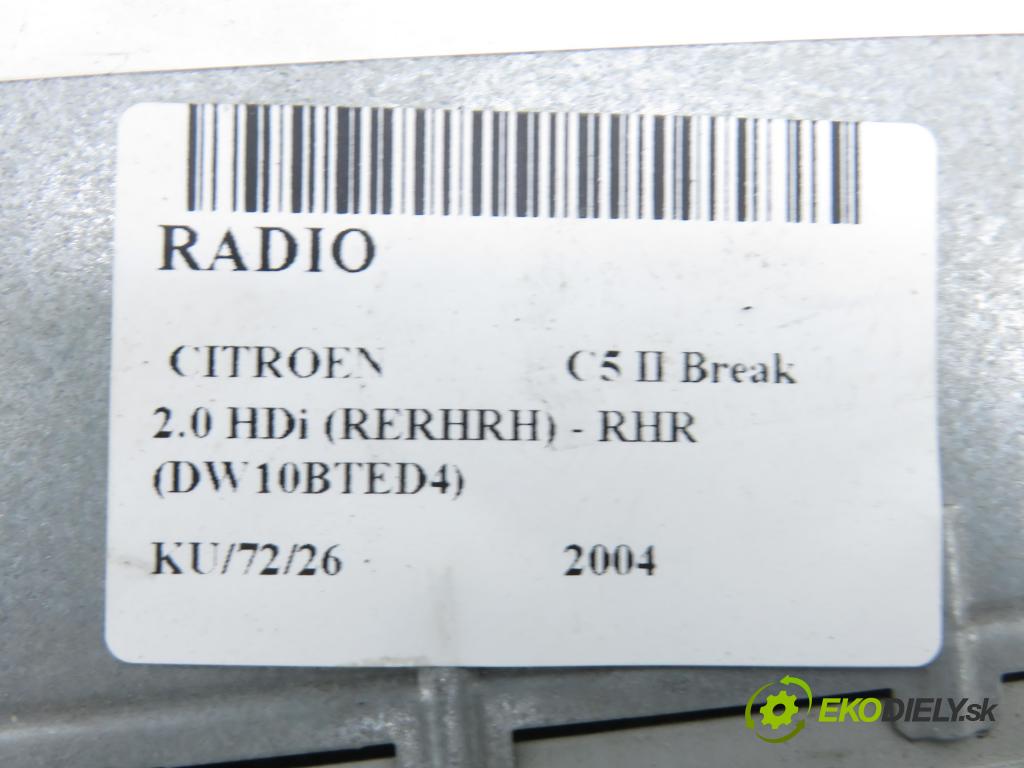 RADIO
CITROEN C5 II Break
2.0 HDi (RERHRH) - RHR
(DW10BTED4)
KU/72/26 2004
EKODIELY.sk